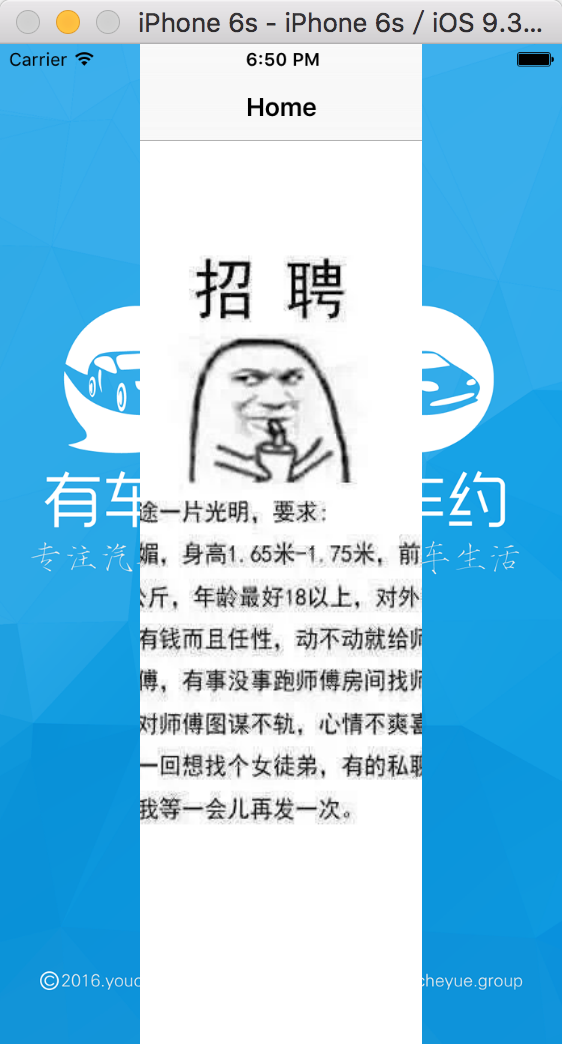 iPhone 6s - iPhone 6s / iOS 9.3...
Carrier 6:50 PM
Home
招 聘
有车 约
专注汽 车生活
途一片光明，要求：
媚，身高1.65米-1.75米，前
公斤，年龄最好18以上，对外
有钱而且任性，动不动就给师
傅，有事没事跑师傅房间找师
对师傅图谋不轨，心情不爽喜
一回想找个女徒弟，有的私聊
我等一会儿再发一次。
©2016.youc cheyue.group